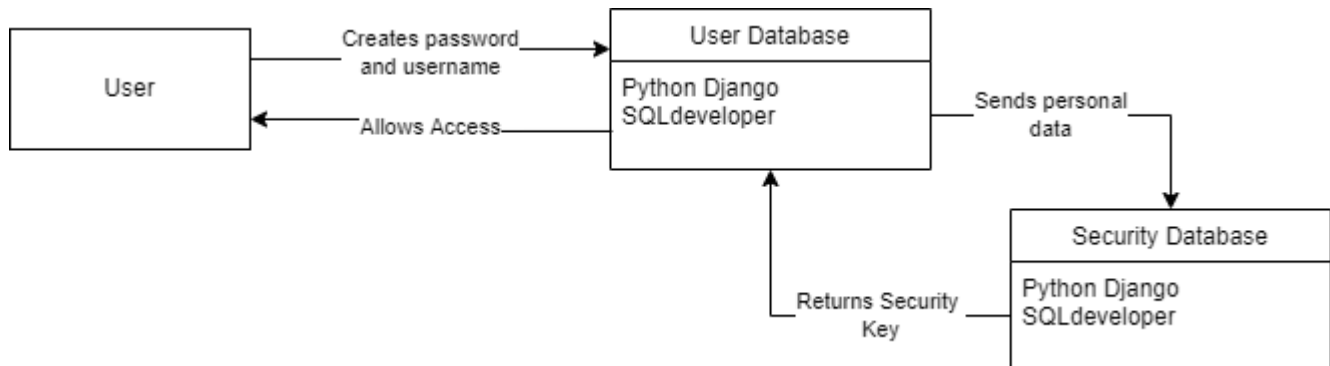 User
Creates password
and username
Allows Access
User Database
Python Django
SQLdeveloper
Sends personal
data
Security Database
Python Django
SQLdeveloper
Returns Security
Key